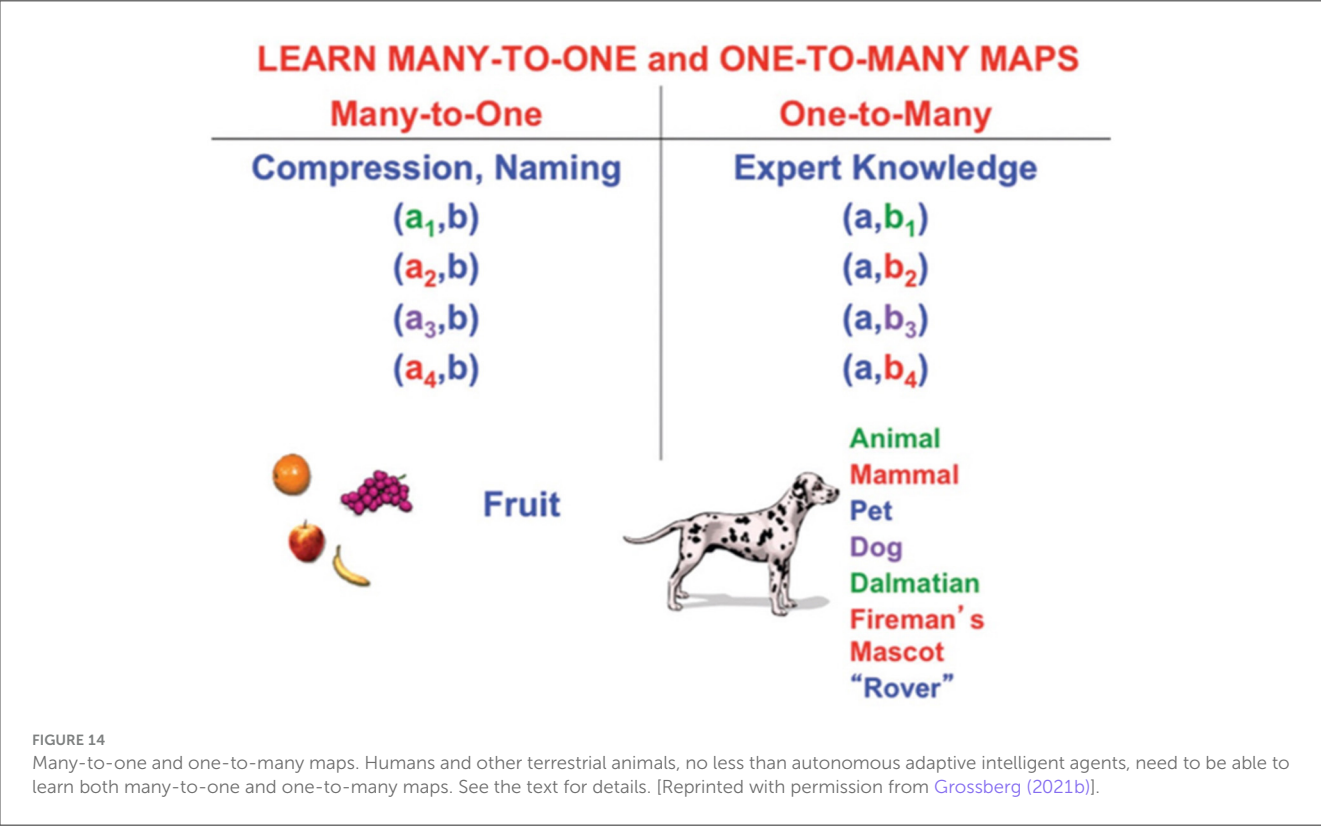 LEARN MANY-TO-ONE and ONE-TO-MANY MAPS
Many-to-One
Compression, Naming
(a₁,b)
(a₂,b)
(a₃,b)
(a₄,b)
Fruit
One-to-Many
Expert Knowledge
(a,b₁)
(a,b₂)
(a,b₃)
(a,b₄)
Animal
Mammal
Pet
Dog
Dalmatian
Fireman's
Mascot
“Rover”
FIGURE 14
Many-to-one and one-to-many maps. Humans and other terrestrial animals, no less than autonomous adaptive intelligent agents, need to be able to
learn both many-to-one and one-to-many maps. See the text for details. [Reprinted with permission from Grossberg (2021b)].